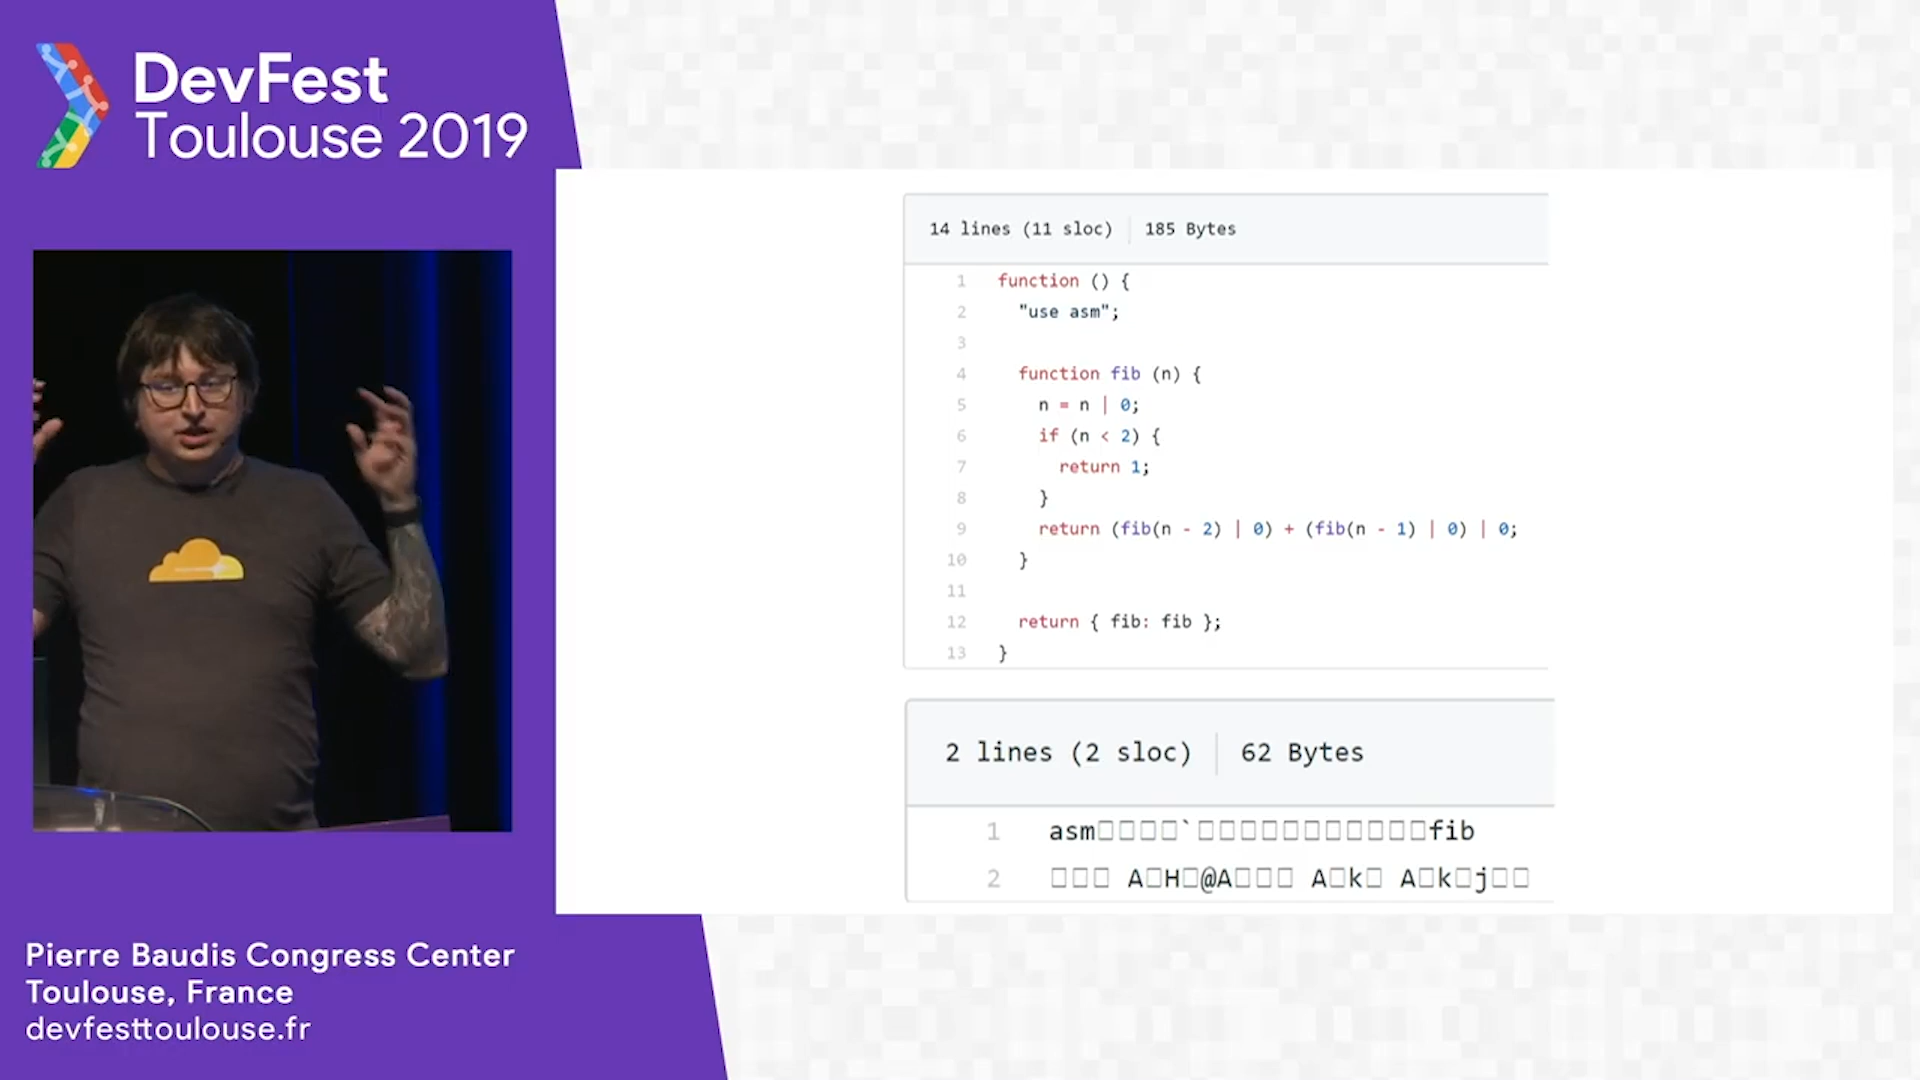 DevFest
Toulouse 2019
14 lines (11 sloc) 185 Bytes
1 function () {
2 "use asm";
3
4 function fib (n) {
5 n = n | 0;
6 if (n < 2) {
7 return 1;
8 }
9 return (fib(n - 2) | 0) + (fib(n - 1) | 0) | 0;
10 }
11
12 return { fib: fib };
13 }
2 lines (2 sloc) 62 Bytes
1 asm□□□□`□□□□□□□□□□□fib
2 □□□ A□H□@A□□□ A□k□ A□k□j□□
Pierre Baudis Congress Center
Toulouse, France
devfesttoulouse.fr